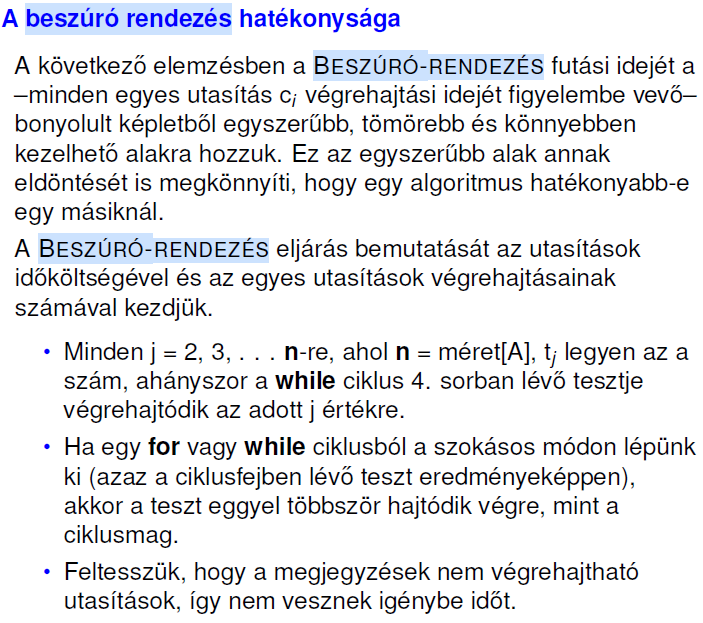 A beszúró rendezés hatékonysága
A következő elemzésben a BESZÚRÓ-RENDEZÉS futási idejét a
–minden egyes utasítás cᵢ végrehajtási idejét figyelembe vevő–
bonyolult képletből egyszerűbb, tömörebb és könnyebben
kezelhető alakra hozzuk. Ez az egyszerűbb alak annak
eldöntését is megkönnyíti, hogy egy algoritmus hatékonyabb-e
egy másiknál.
A BESZÚRÓ-RENDEZÉS eljárás bemutatását az utasítások
időköltségével és az egyes utasítások végrehajtásainak
számával kezdjük.
• Minden j = 2, 3, . . . n-re, ahol n = méret[A], tⱼ legyen az a
szám, ahányszor a while ciklus 4. sorban lévő tesztje
végrehajtódik az adott j értékre.
• Ha egy for vagy while ciklusból a szokásos módon lépünk
ki (azaz a ciklusfejben lévő teszt eredményeképpen),
akkor a teszt eggyel többször hajtódik végre, mint a
ciklusmag.
• Feltesszük, hogy a megjegyzések nem végrehajtható
utasítások, így nem vesznek igénybe időt.